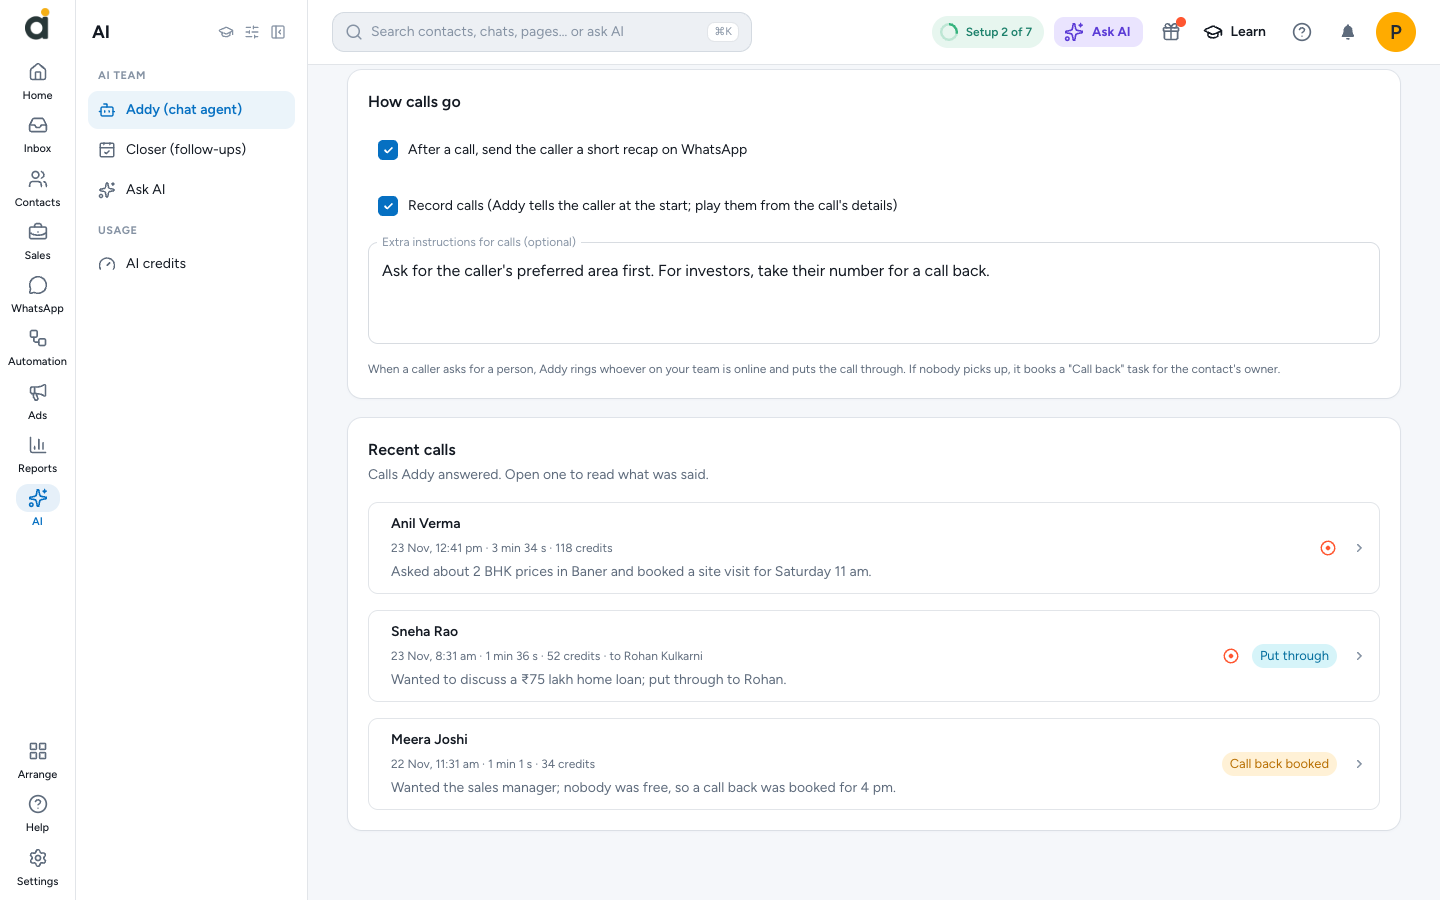 Home
Inbox
Contacts
Sales
WhatsApp
Automation
Ads
Reports
AI
Arrange
Help
Settings
AI
AI TEAM
Addy (chat agent)
Closer (follow-ups)
Ask AI
USAGE
AI credits
Search contacts, chats, pages... or ask AI
⌘K
Setup 2 of 7
Ask AI
Learn
P
How calls go
After a call, send the caller a short recap on WhatsApp
Record calls (Addy tells the caller at the start; play them from the call's details)
Extra instructions for calls (optional)
Ask for the caller's preferred area first. For investors, take their number for a call back.
When a caller asks for a person, Addy rings whoever on your team is online and puts the call through. If nobody picks up, it books a "Call back" task for the contact's owner.
Recent calls
Calls Addy answered. Open one to read what was said.
Anil Verma
23 Nov, 12:41 pm · 3 min 34 s · 118 credits
Asked about 2 BHK prices in Baner and booked a site visit for Saturday 11 am.
Sneha Rao
23 Nov, 8:31 am · 1 min 36 s · 52 credits · to Rohan Kulkarni
Wanted to discuss a ₹75 lakh home loan; put through to Rohan.
Put through
Meera Joshi
22 Nov, 11:31 am · 1 min 1 s · 34 credits
Wanted the sales manager; nobody was free, so a call back was booked for 4 pm.
Call back booked